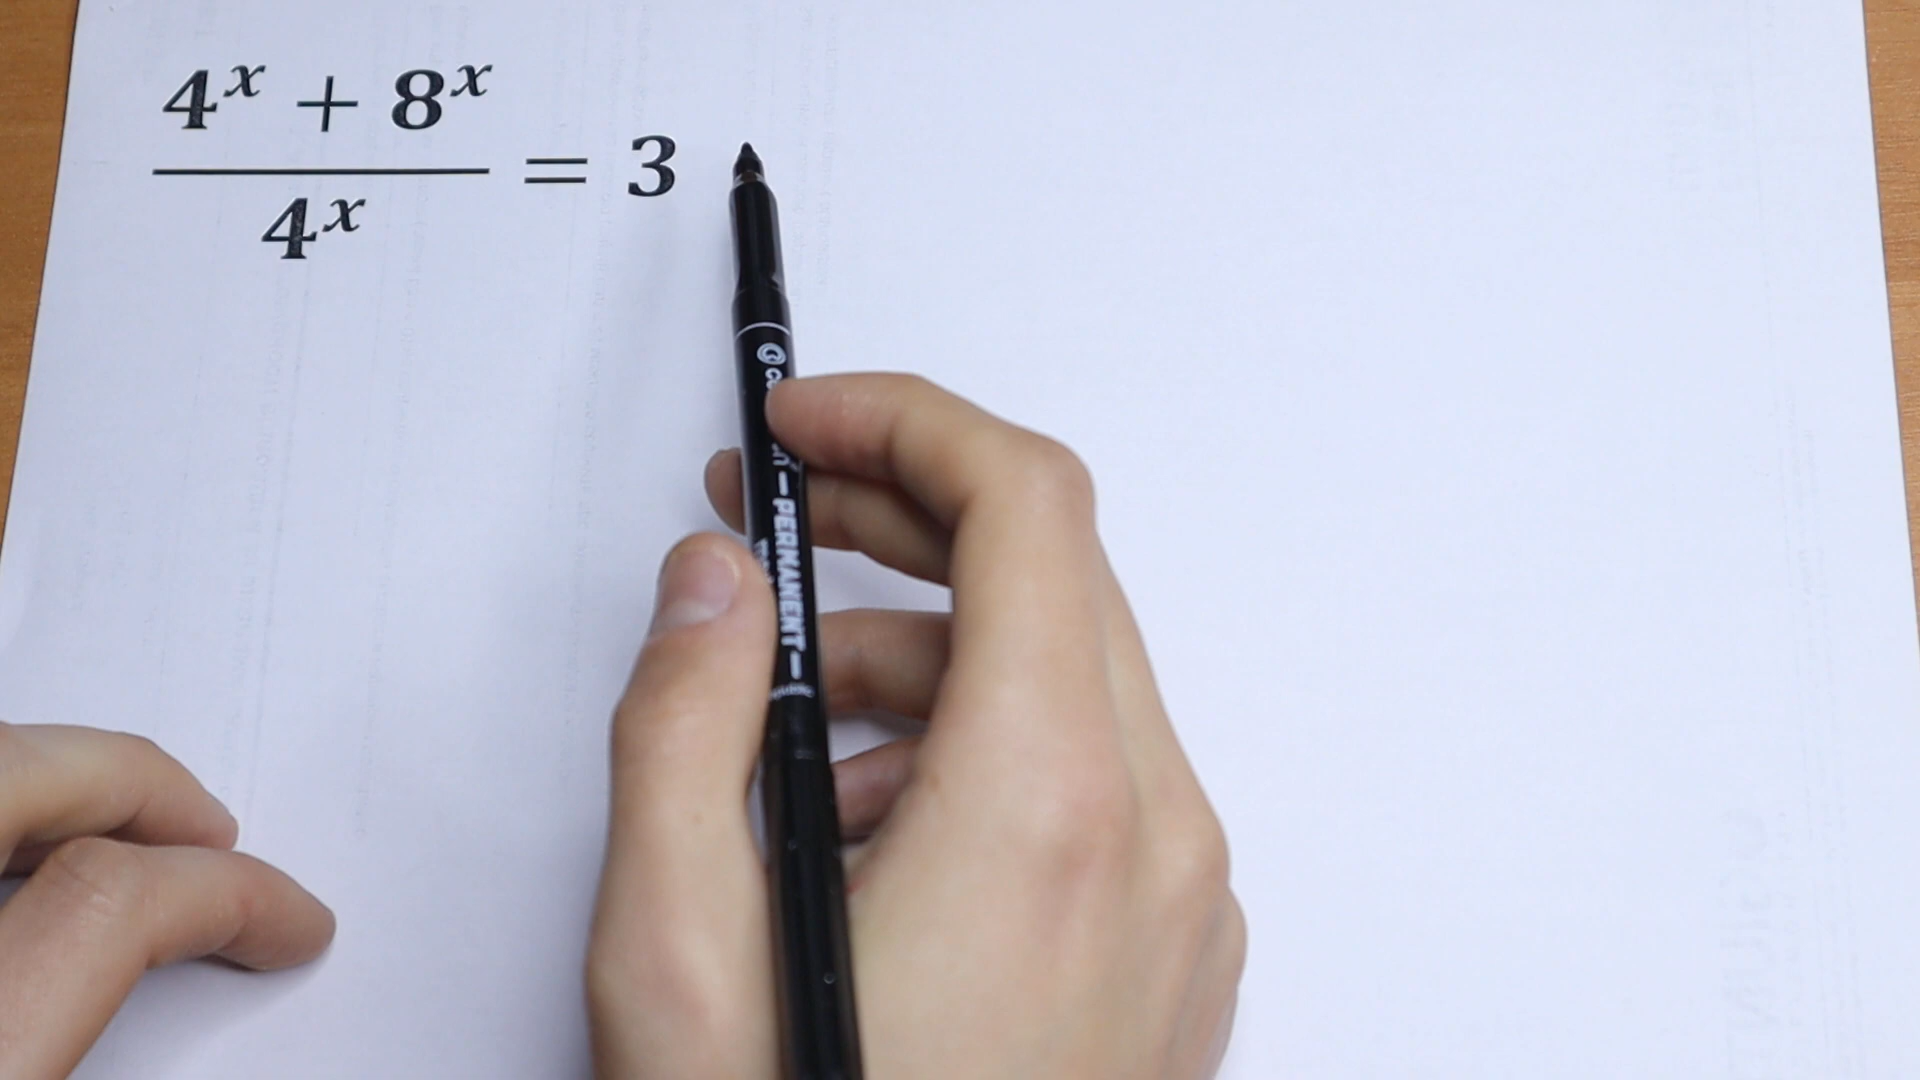 (4^x + 8^x) / 4^x = 3
PERMANENT